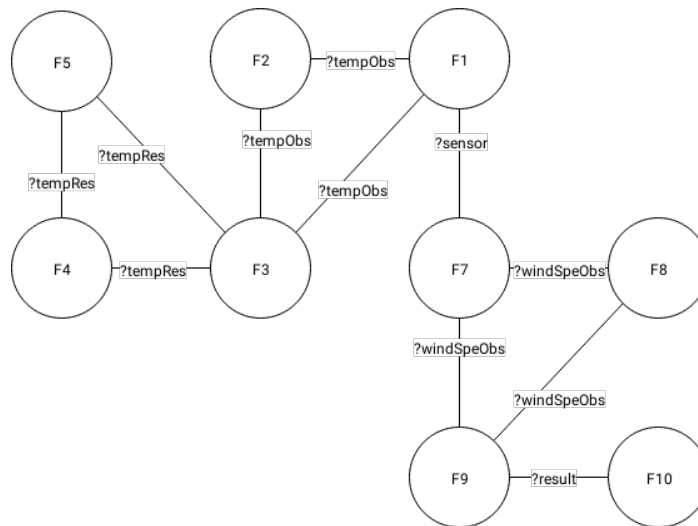 F5
F2
?tempObs
F1
?tempObs
?sensor
?tempRes
?tempRes
?tempObs
F4
?tempRes
F3
F7
?windSpeObs
F8
?windSpeObs
?windSpeObs
F9
?result
F10